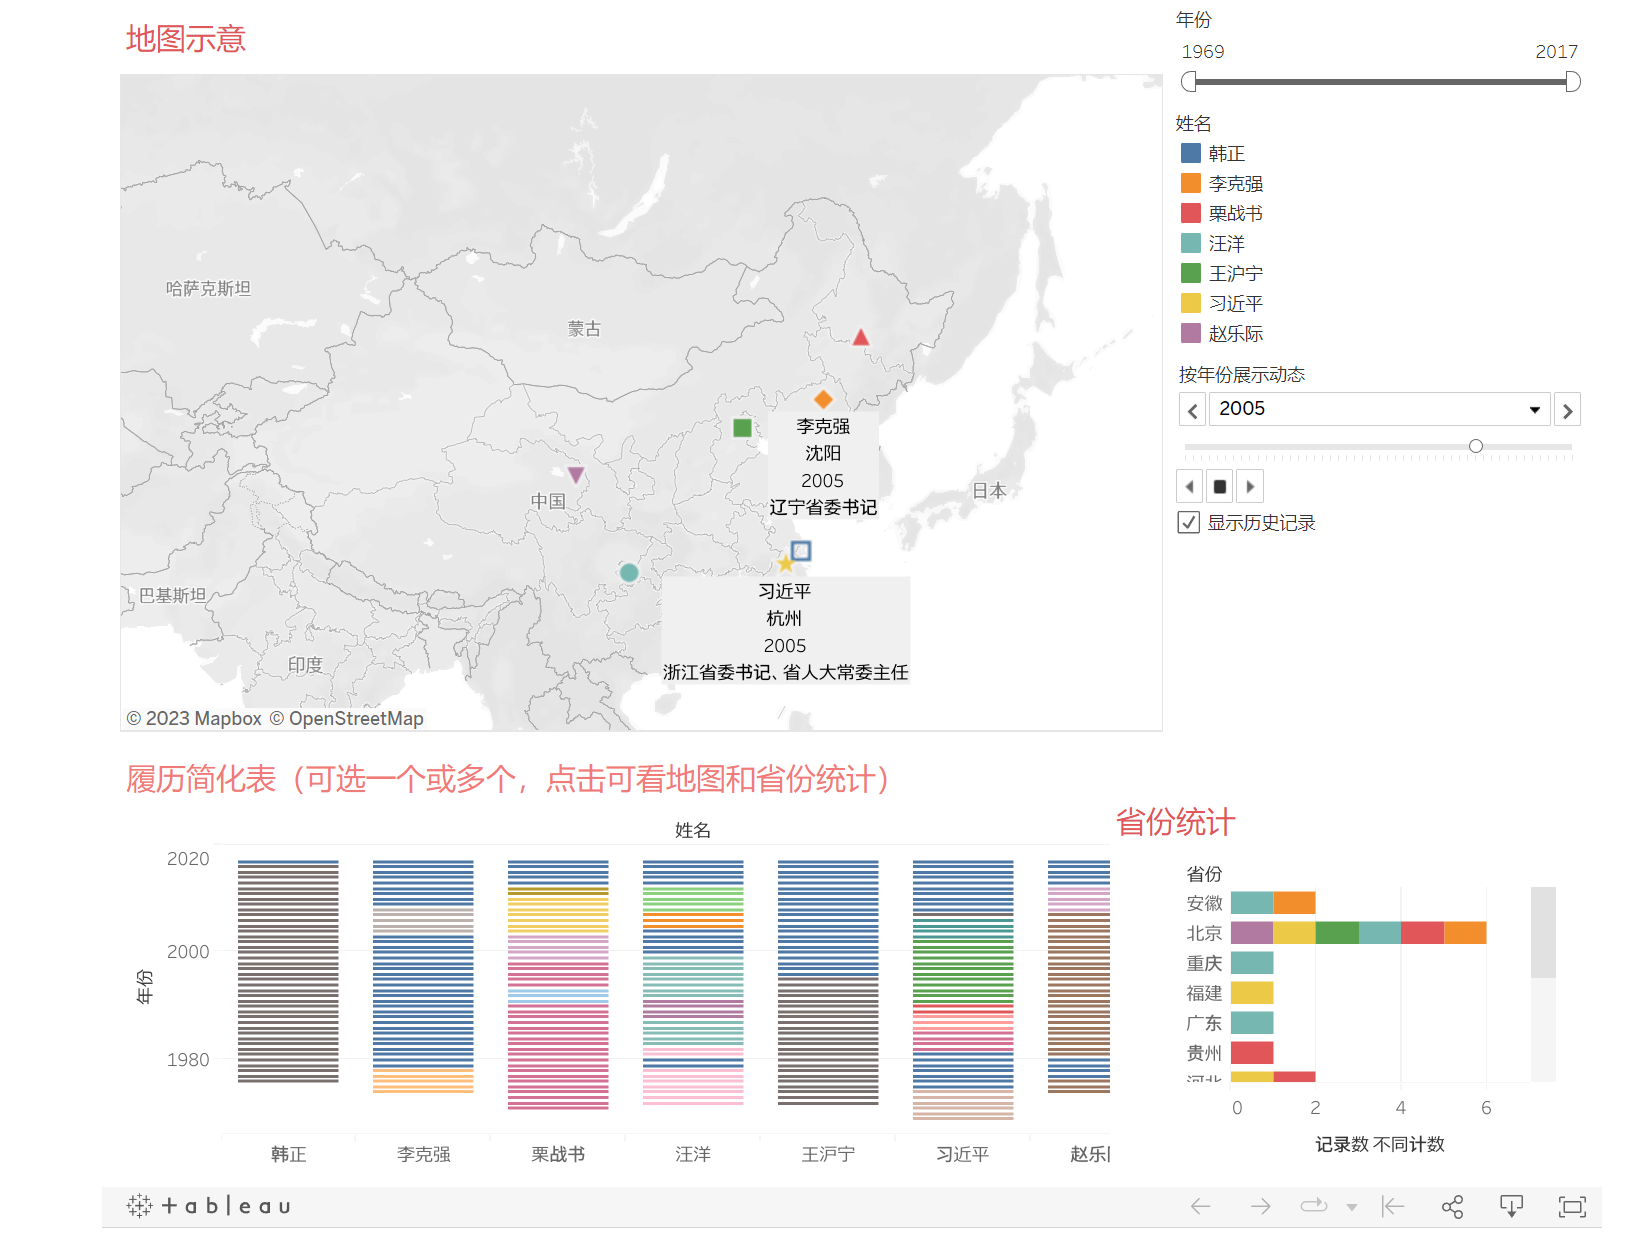 地图示意
哈萨克斯坦
蒙古
中国
日本
巴基斯坦
印度
李克强
沈阳
2005
辽宁省委书记
习近平
杭州
2005
浙江省委书记、省人大常委主任
© 2023 Mapbox © OpenStreetMap
年份
1969 2017
姓名
韩正
李克强
栗战书
汪洋
王沪宁
习近平
赵乐际
按年份展示动态
2005
显示历史记录
履历简化表（可选一个或多个，点击可看地图和省份统计）
姓名
2020
2000
1980
年份
韩正 李克强 栗战书 汪洋 王沪宁 习近平 赵乐
省份统计
省份
安徽
北京
重庆
福建
广东
贵州
河北
0 2 4 6
记录数 不同计数
+ableau